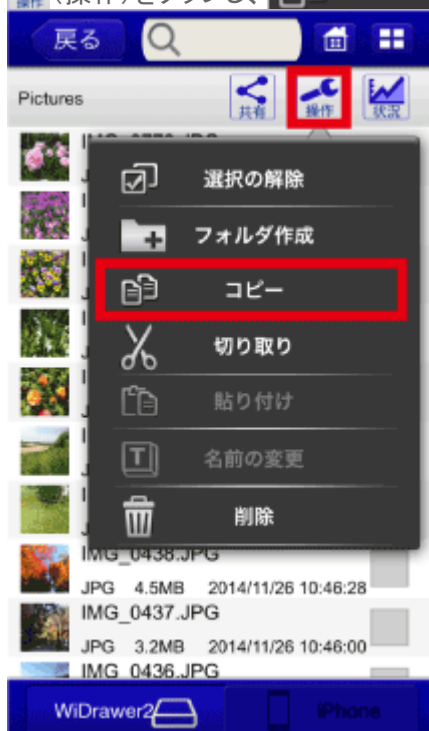 操作
戻る
Pictures
共有
操作
状況
選択の解除
フォルダ作成
コピー
切り取り
貼り付け
名前の変更
削除
IMG_0438.JPG
JPG 4.5MB 2014/11/26 10:46:28
IMG_0437.JPG
JPG 3.2MB 2014/11/26 10:46:00
IMG_0436.JPG
WiDrawer2
iPhone